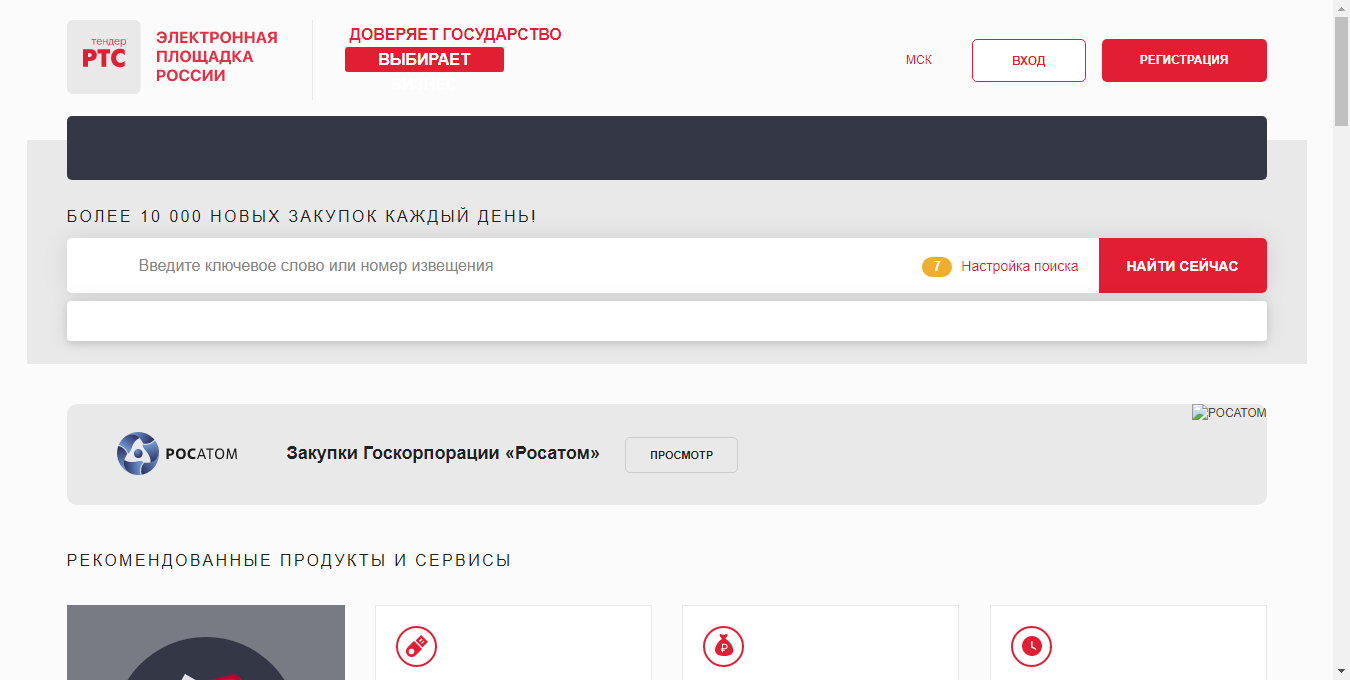 тендер
РТС
ЭЛЕКТРОННАЯ
ПЛОЩАДКА
РОССИИ
ДОВЕРЯЕТ ГОСУДАРСТВО
ВЫБИРАЕТ
БИЗНЕС
МСК
ВХОД
РЕГИСТРАЦИЯ
БОЛЕЕ 10 000 НОВЫХ ЗАКУПОК КАЖДЫЙ ДЕНЬ!
Введите ключевое слово или номер извещения
7 Настройка поиска
НАЙТИ СЕЙЧАС
РОСАТОМ
РОСАТОМ
Закупки Госкорпорации «Росатом»
ПРОСМОТР
РЕКОМЕНДОВАННЫЕ ПРОДУКТЫ И СЕРВИСЫ